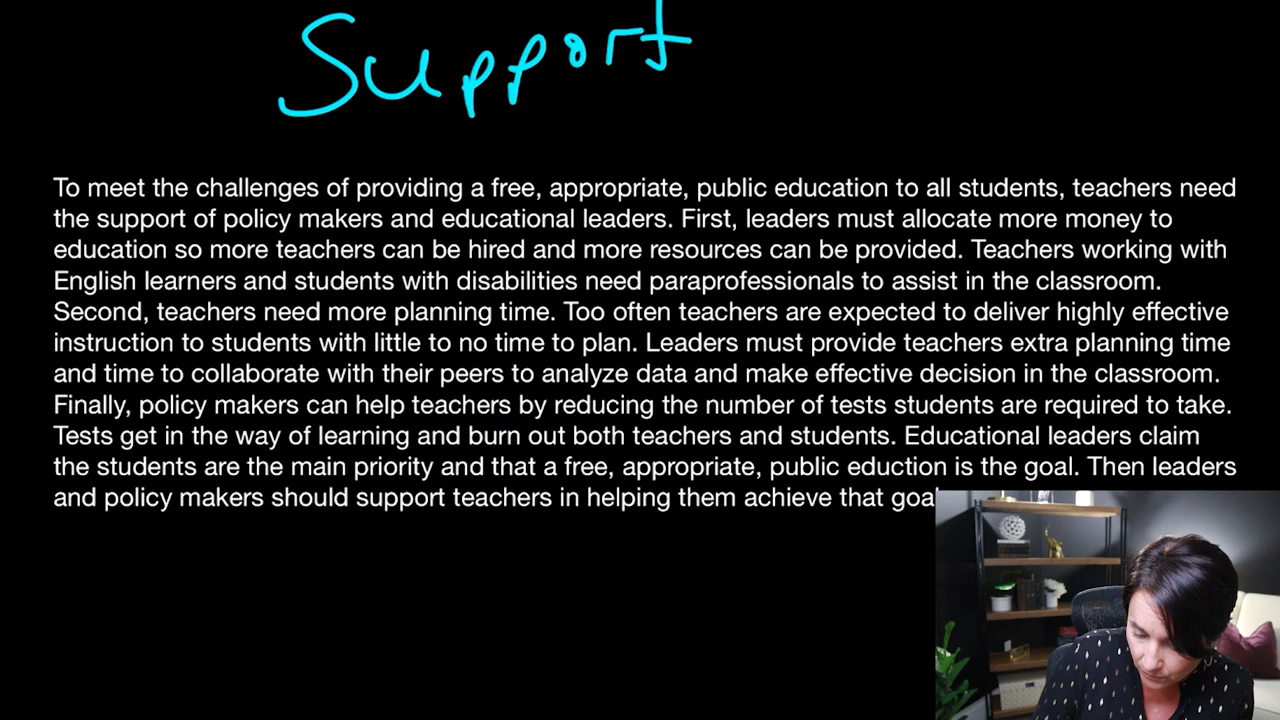 Support
To meet the challenges of providing a free, appropriate, public education to all students, teachers need
the support of policy makers and educational leaders. First, leaders must allocate more money to
education so more teachers can be hired and more resources can be provided. Teachers working with
English learners and students with disabilities need paraprofessionals to assist in the classroom.
Second, teachers need more planning time. Too often teachers are expected to deliver highly effective
instruction to students with little to no time to plan. Leaders must provide teachers extra planning time
and time to collaborate with their peers to analyze data and make effective decision in the classroom.
Finally, policy makers can help teachers by reducing the number of tests students are required to take.
Tests get in the way of learning and burn out both teachers and students. Educational leaders claim
the students are the main priority and that a free, appropriate, public eduction is the goal. Then leaders
and policy makers should support teachers in helping them achieve that goal